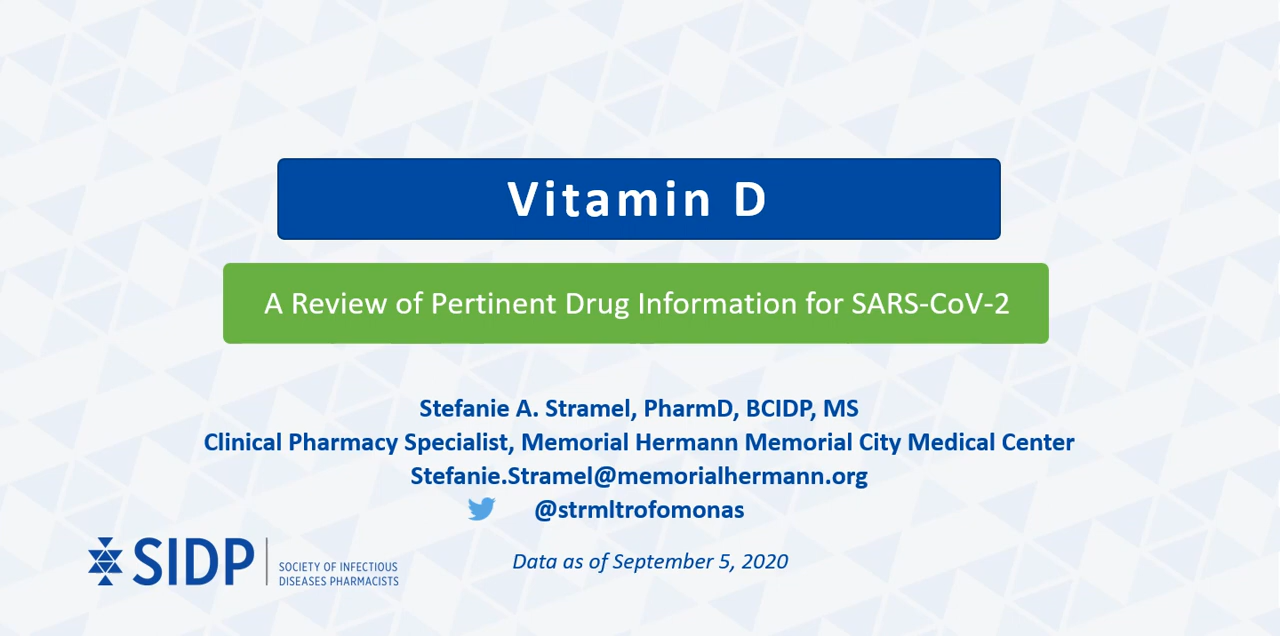 Vitamin D
A Review of Pertinent Drug Information for SARS-CoV-2
Stefanie A. Stramel, PharmD, BCIDP, MS
Clinical Pharmacy Specialist, Memorial Hermann Memorial City Medical Center
Stefanie.Stramel@memorialhermann.org
@strmltrofomonas
Data as of September 5, 2020
SIDP
SOCIETY OF INFECTIOUS
DISEASES PHARMACISTS